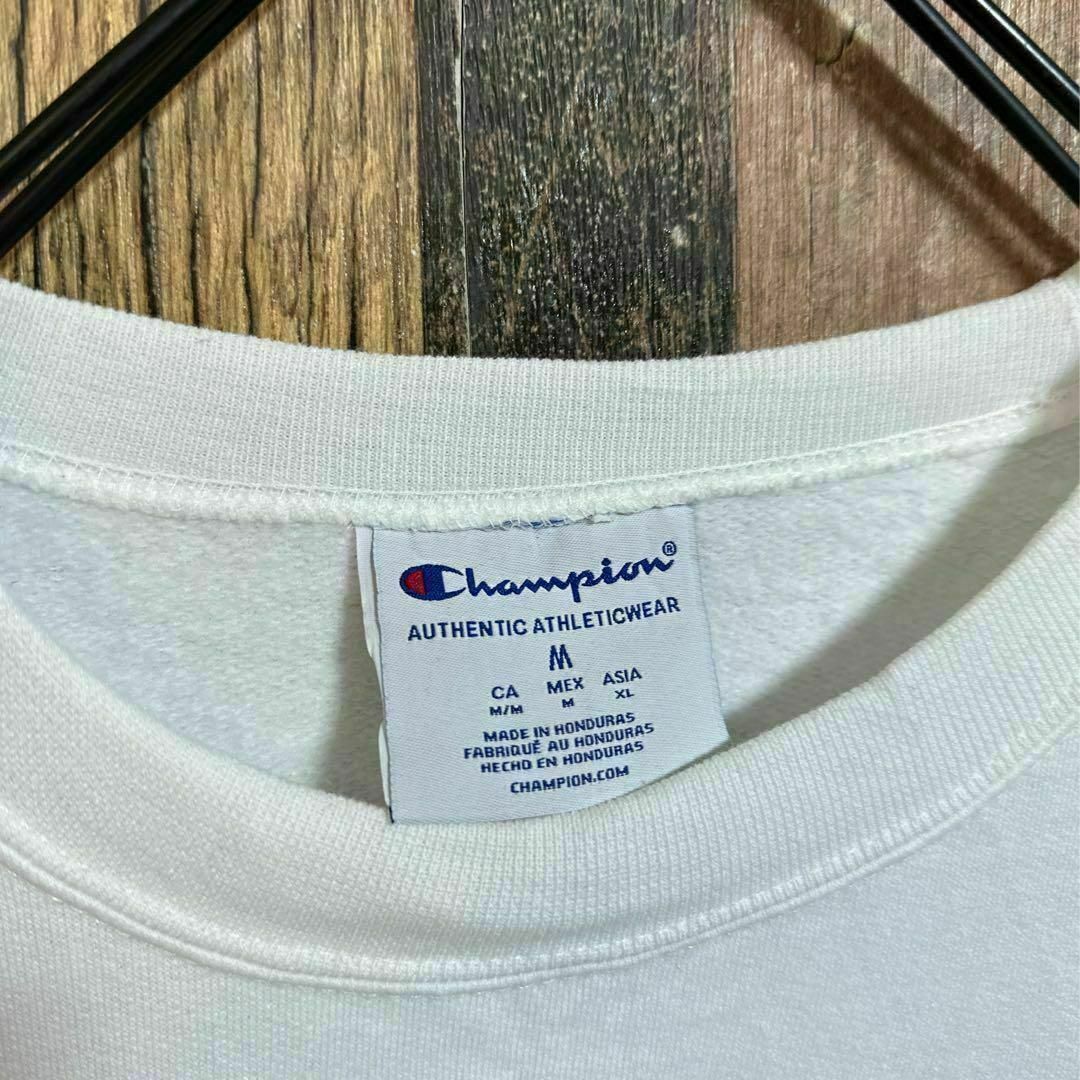 Champion®
AUTHENTIC ATHLETICWEAR
M
CA MEX ASIA
M/M M XL
MADE IN HONDURAS
FABRIQUÉ AU HONDURAS
HECHO EN HONDURAS
CHAMPION.COM